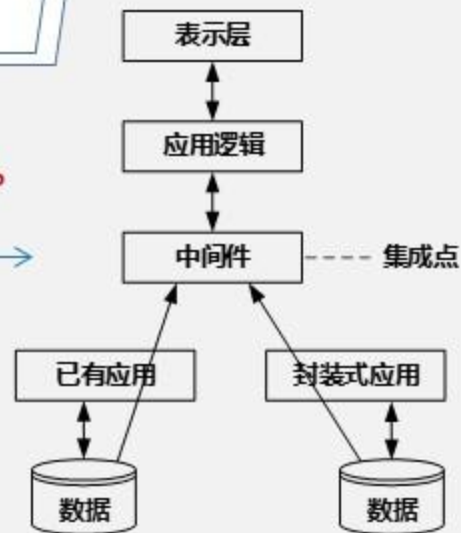 表示层
应用逻辑
中间件
集成点
已有应用
封装式应用
数据
数据